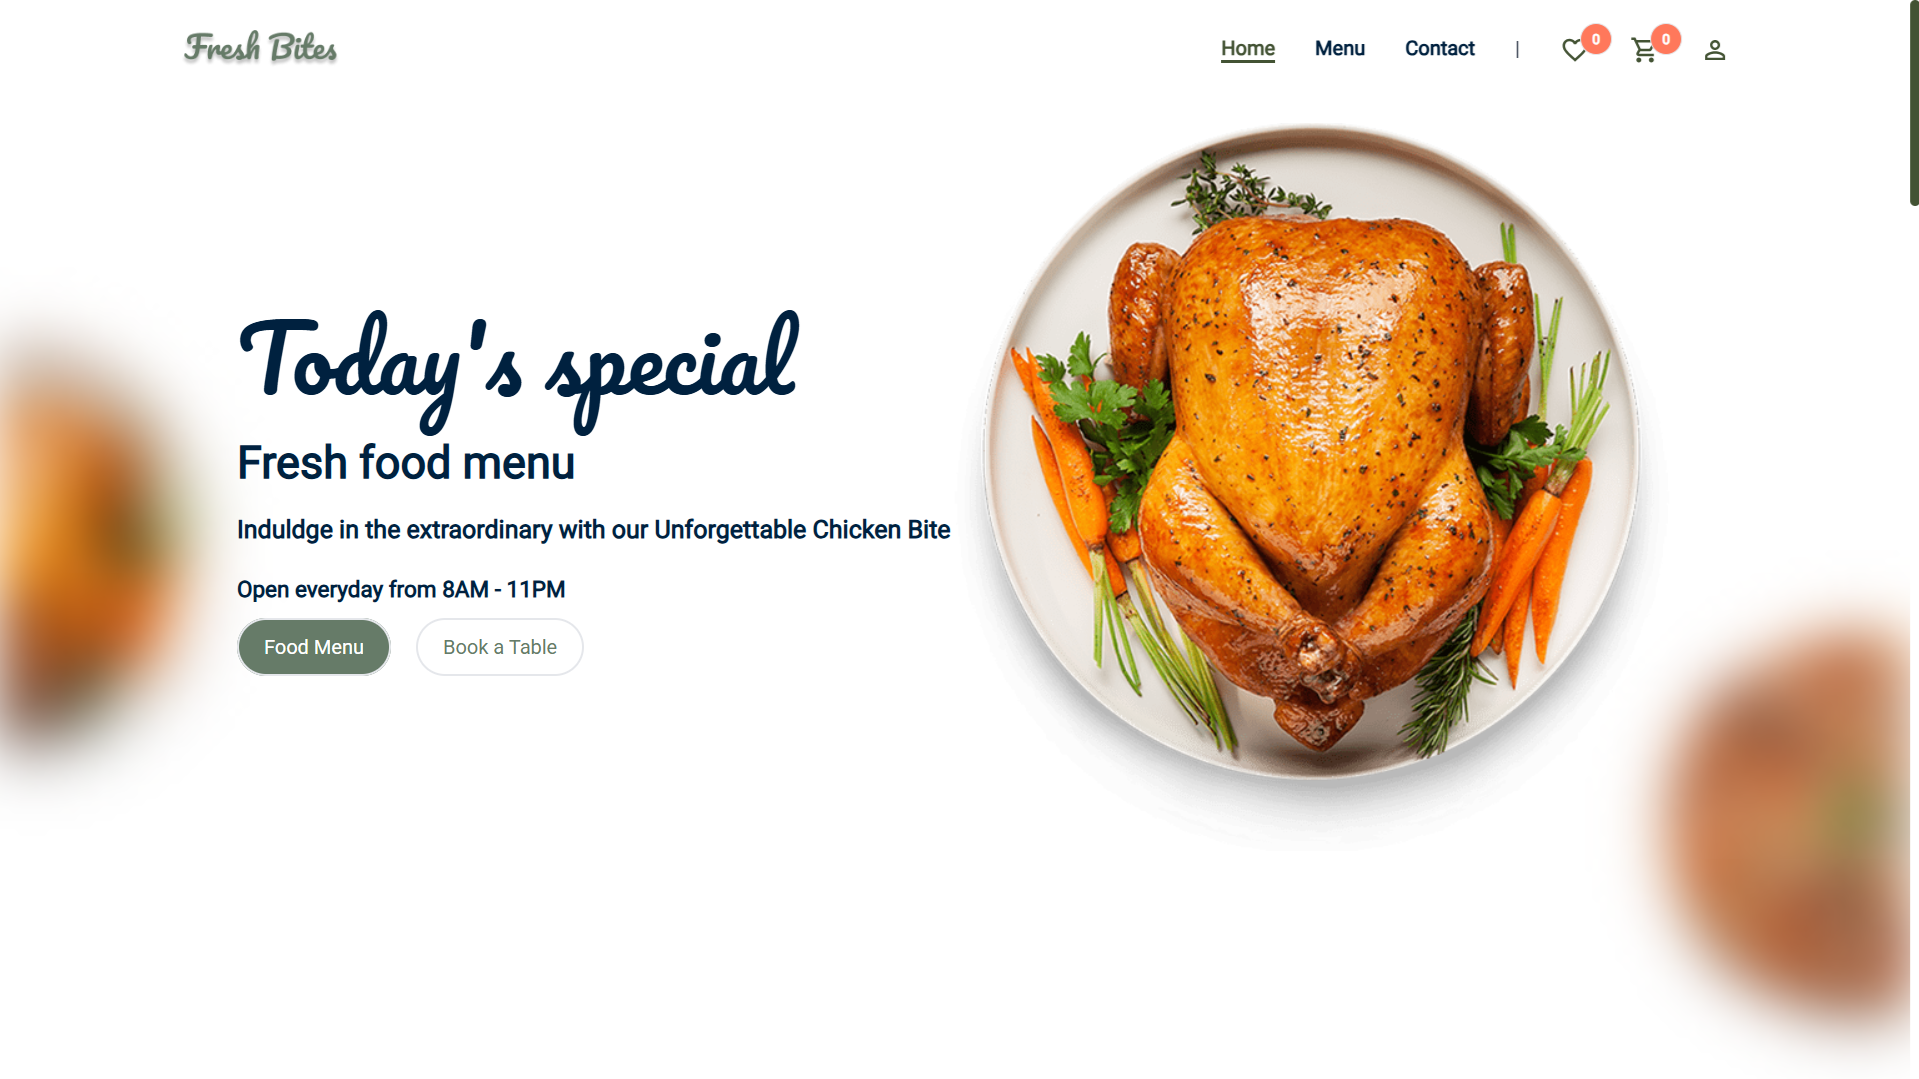 Fresh Bites
Home Menu Contact | 0 0
Today's special
Fresh food menu
Induldge in the extraordinary with our Unforgettable Chicken Bite
Open everyday from 8AM - 11PM
Food Menu Book a Table